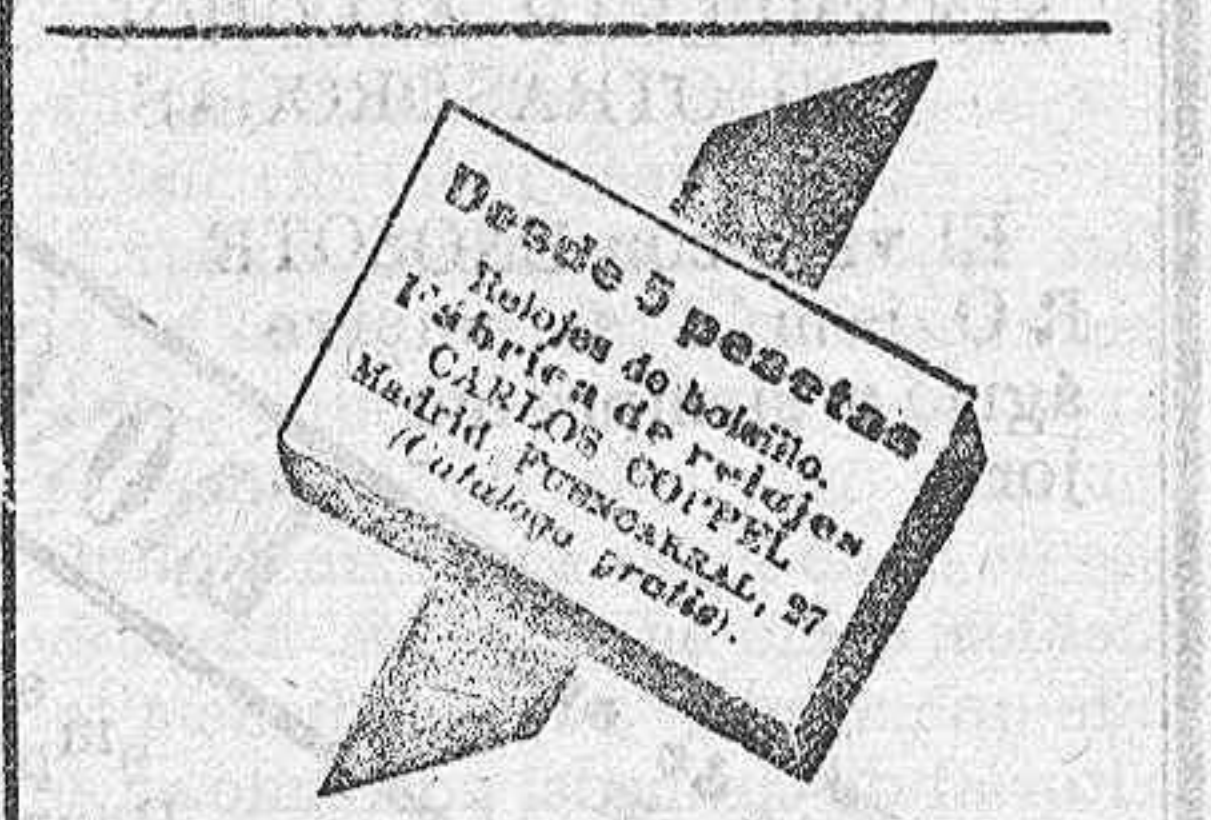 Desde 5 pesetas
Relojes de bolsillo.
Fábrica de relojes
CARLOS COPPEL
Madrid, FUENCARRAL, 27
(Catálogo gratis).